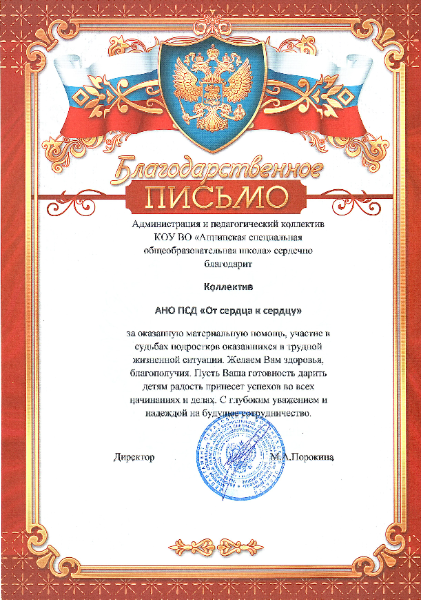 Благодарственное
ПИСЬМО
Администрация и педагогический коллектив
КОУ ВО «Аннинская специальная
общеобразовательная школа» сердечно
благодарит
Коллектив
АНО ПСД «От сердца к сердцу»
за оказанную материальную помощь, участие в
судьбах подростков оказавшихся в трудной
жизненной ситуации. Желаем Вам здоровья,
благополучия. Пусть Ваша готовность дарить
детям радость принесет успехов во всех
начинаниях и делах. С глубоким уважением и
надеждой на будущее сотрудничество.
Директор М.А.Порокина